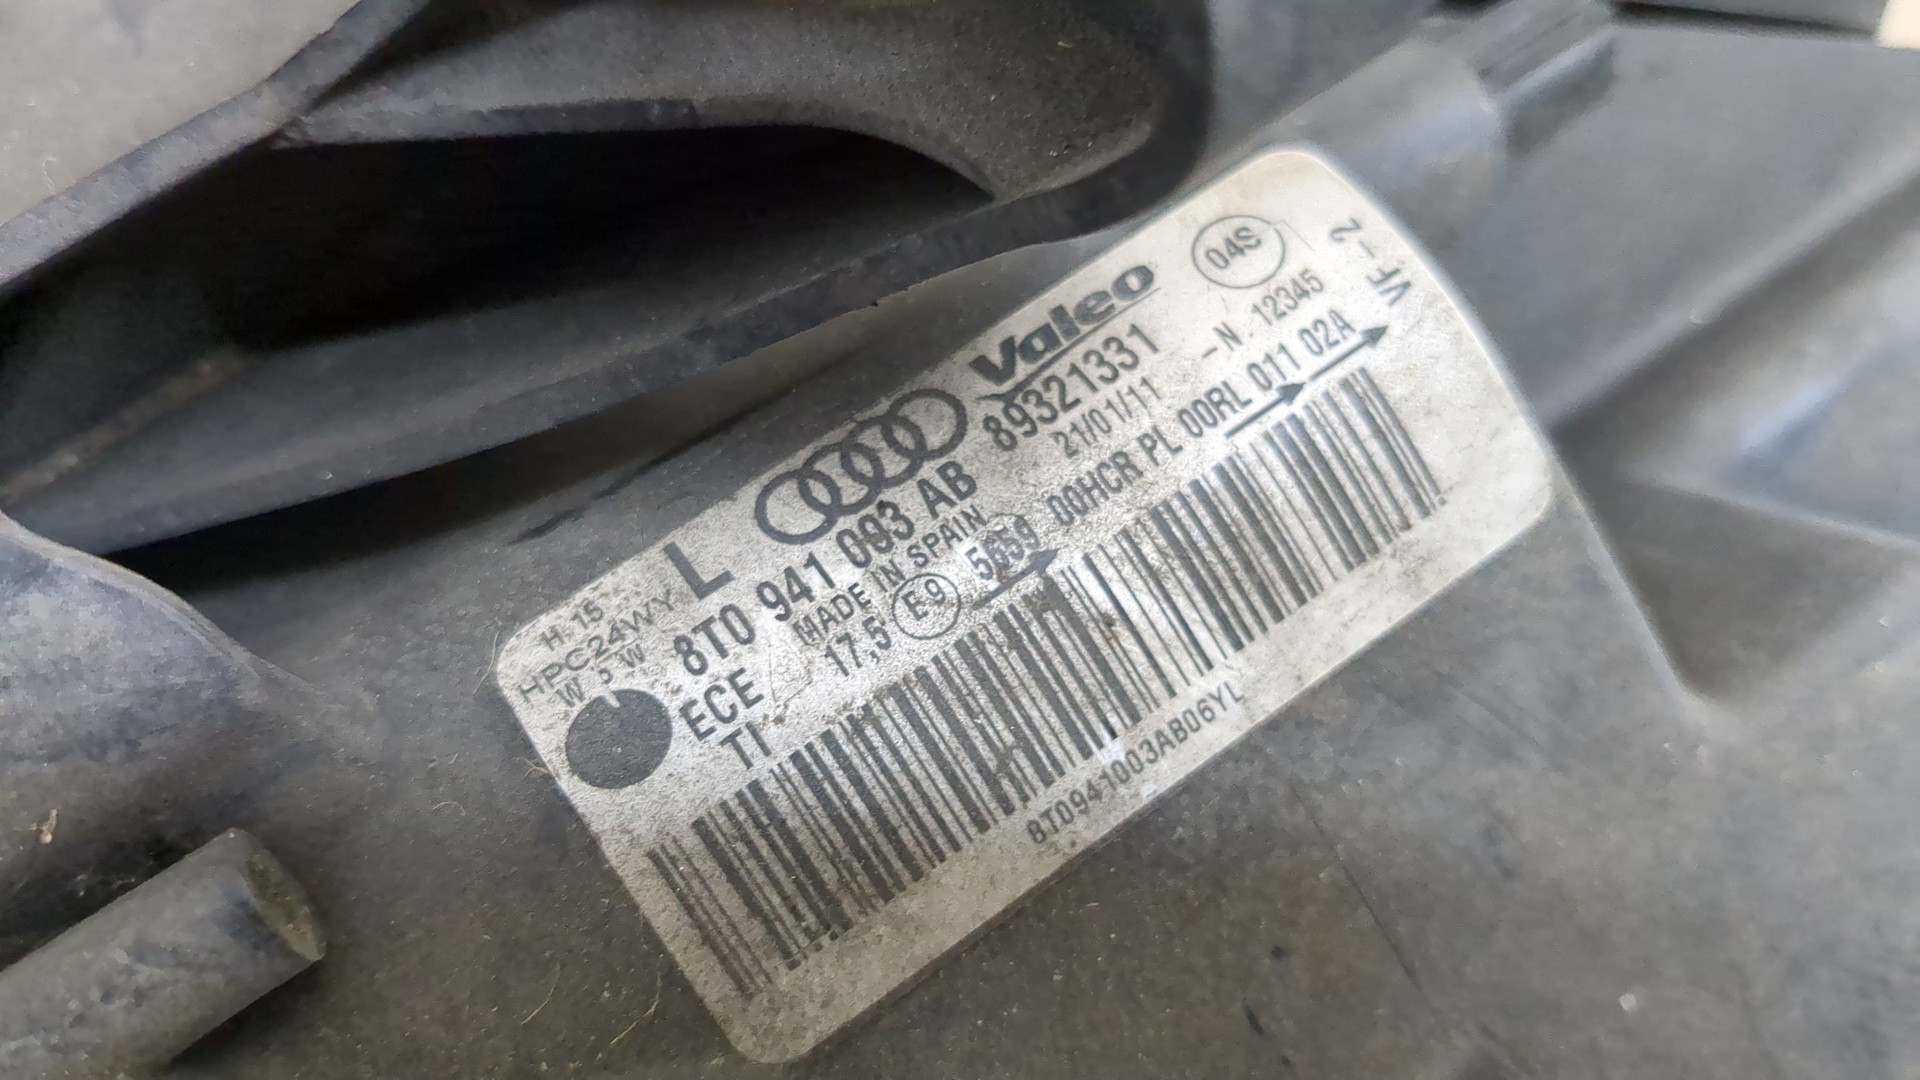 Valeo
04S
VF-2
L
89321331
-N 12345
H 15
HPC24WY
W 5 W
8T0 941 003 AB
21/01/11
MADE IN SPAIN
ECE 17,5 E9 00HCR PL 00RL 011 02A
TI
8T0941003AB06YL